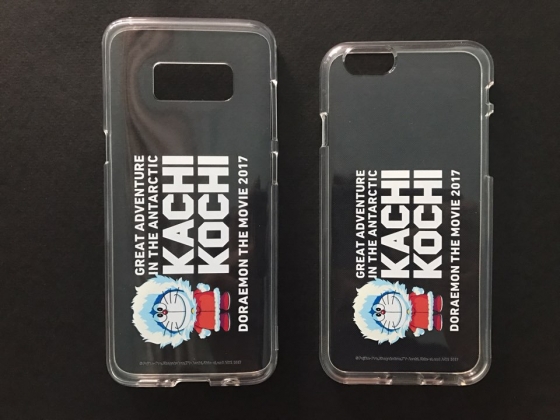 GREAT ADVENTURE
IN THE ANTARCTIC
KACHI
KOCHI
DORAEMON THE MOVIE 2017
GREAT ADVENTURE
IN THE ANTARCTIC
KACHI
KOCHI
DORAEMON THE MOVIE 2017